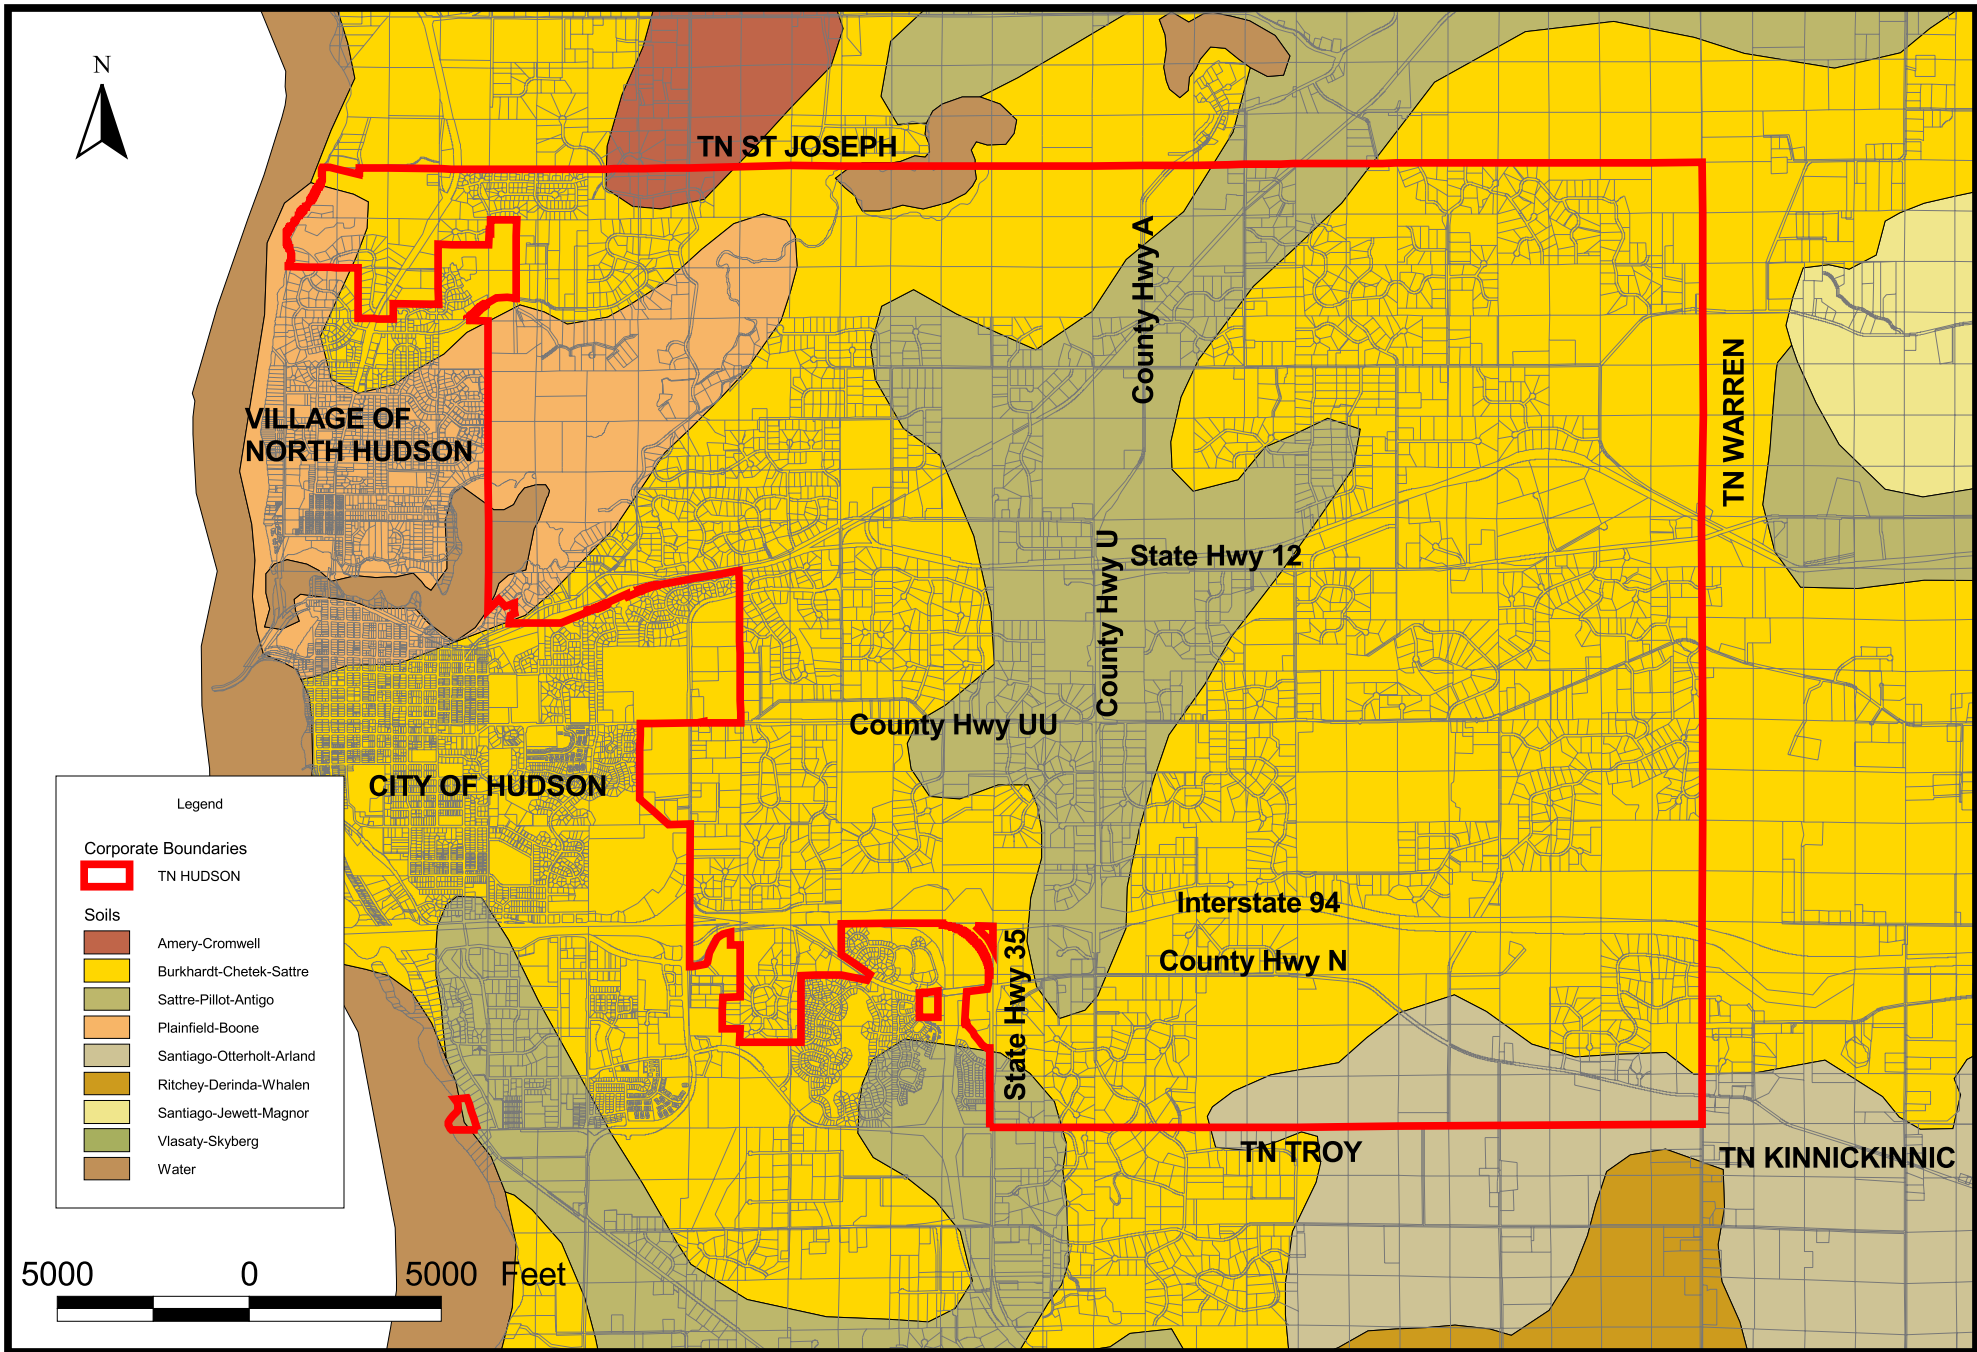 N
TN ST JOSEPH
County Hwy A
TN WARREN
VILLAGE OF
NORTH HUDSON
State Hwy 12
County Hwy U
County Hwy UU
CITY OF HUDSON
Interstate 94
County Hwy N
State Hwy 35
TN TROY
TN KINNICKINNIC
Legend
Corporate Boundaries
TN HUDSON
Soils
Amery-Cromwell
Burkhardt-Chetek-Sattre
Sattre-Pillot-Antigo
Plainfield-Boone
Santiago-Otterholt-Arland
Ritchey-Derinda-Whalen
Santiago-Jewett-Magnor
Vlasaty-Skyberg
Water
5000 0 5000 Feet